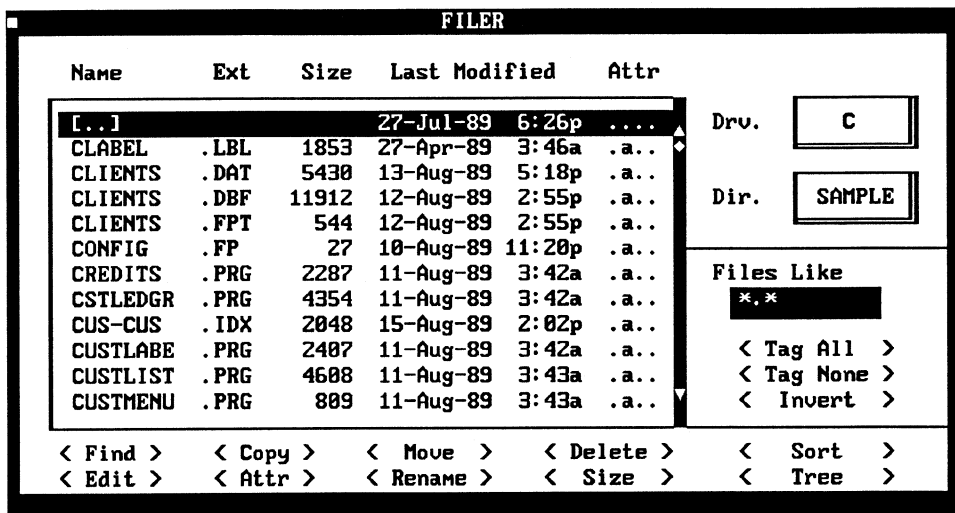 FILER
Name Ext Size Last Modified Attr
[..] 27-Jul-89 6:26p ....
CLABEL .LBL 1853 27-Apr-89 3:46a .a..
CLIENTS .DAT 5430 13-Aug-89 5:18p .a..
CLIENTS .DBF 11912 12-Aug-89 2:55p .a..
CLIENTS .FPT 544 12-Aug-89 2:55p .a..
CONFIG .FP 27 10-Aug-89 11:20p .a..
CREDITS .PRG 2287 11-Aug-89 3:42a .a..
CSTLEDGR .PRG 4354 11-Aug-89 3:42a .a..
CUS-CUS .IDX 2048 15-Aug-89 2:02p .a..
CUSTLABE .PRG 2407 11-Aug-89 3:42a .a..
CUSTLIST .PRG 4608 11-Aug-89 3:43a .a..
CUSTMENU .PRG 809 11-Aug-89 3:43a .a..
Drv. C
Dir. SAMPLE
Files Like
*.*
< Tag All >
< Tag None >
< Invert >
< Find > < Copy > < Move > < Delete > < Sort >
< Edit > < Attr > < Rename > < Size > < Tree >